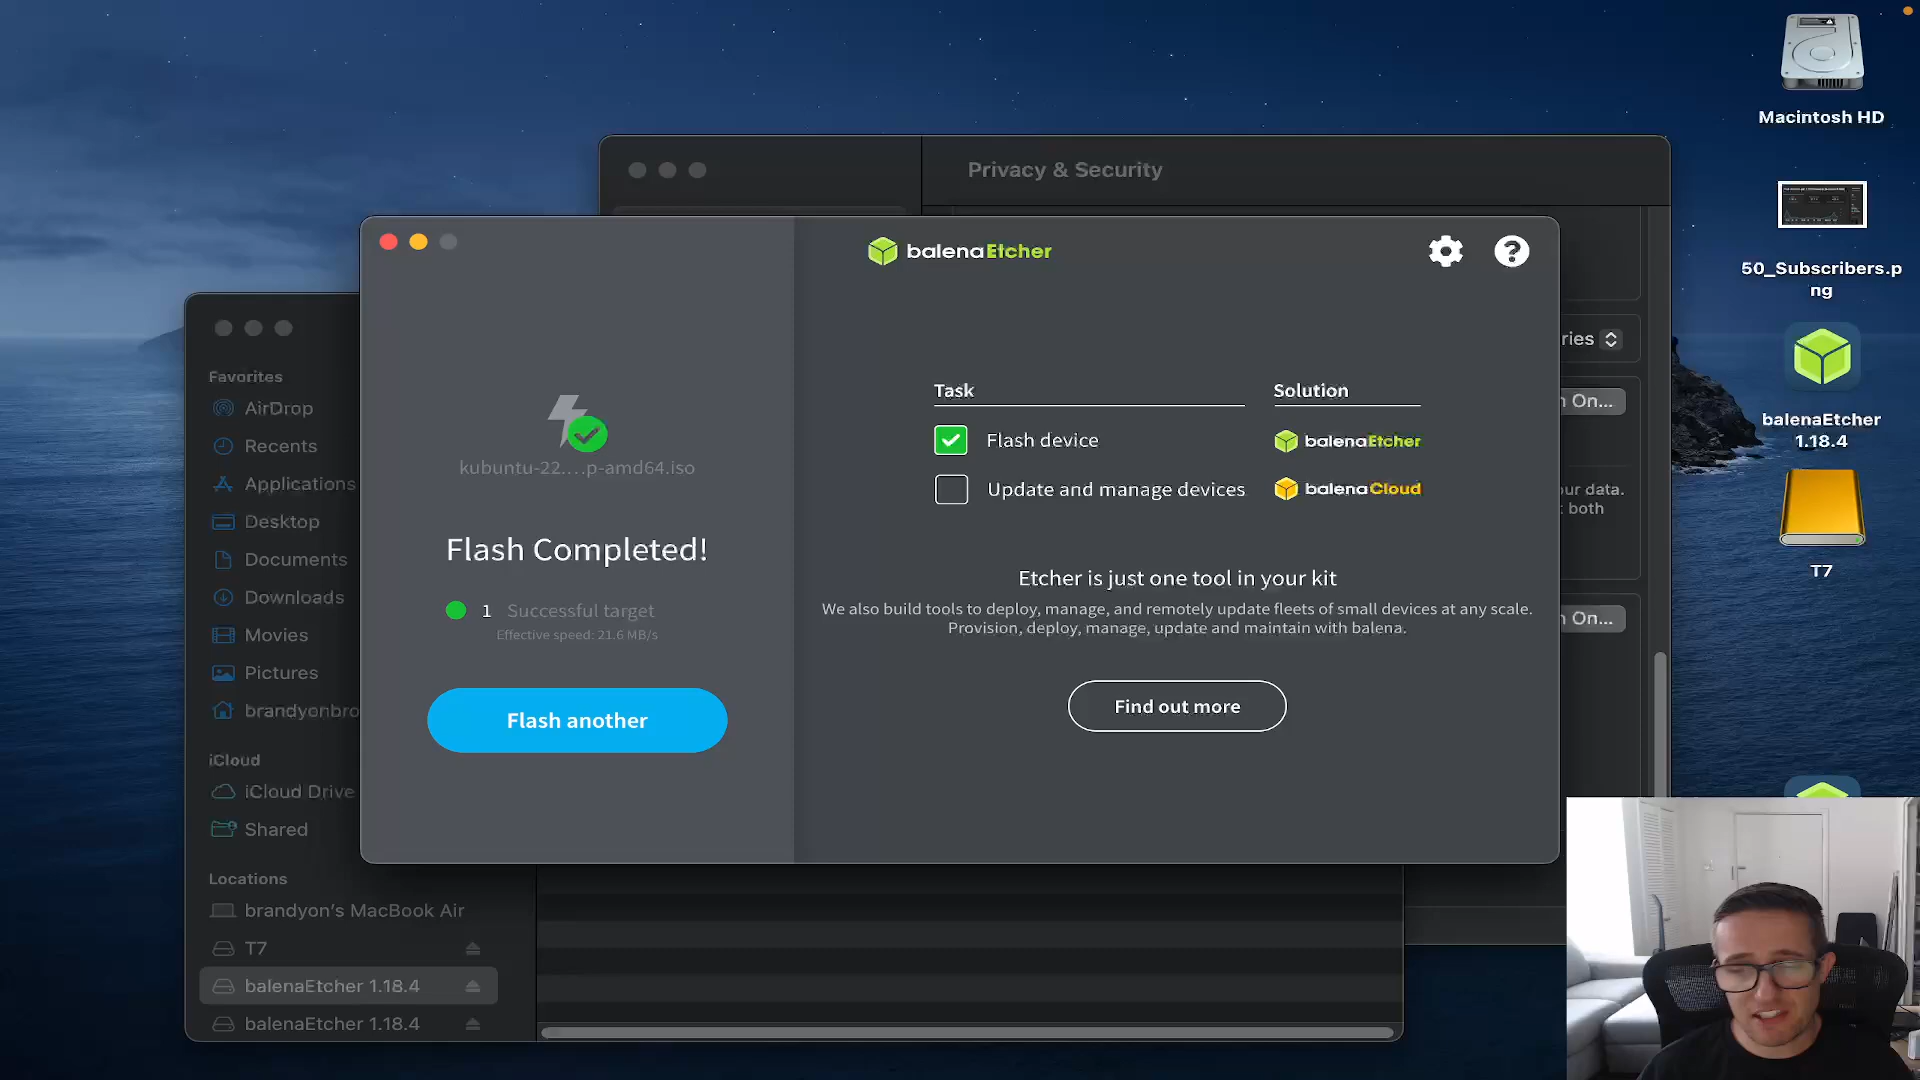 Macintosh HD
50_Subscribers.p
ng
balenaEtcher
1.18.4
T7
Privacy & Security
ries
n On...
ur data.
t both
n On...
Favorites
AirDrop
Recents
Applications
Desktop
Documents
Downloads
Movies
Pictures
brandyonbro
iCloud
iCloud Drive
Shared
Locations
brandyon's MacBook Air
T7
balenaEtcher 1.18.4
balenaEtcher 1.18.4
kubuntu-22....p-amd64.iso
Flash Completed!
1 Successful target
Effective speed: 21.6 MB/s
Flash another
balenaEtcher
Task Solution
Flash device balenaEtcher
Update and manage devices balenaCloud
Etcher is just one tool in your kit
We also build tools to deploy, manage, and remotely update fleets of small devices at any scale.
Provision, deploy, manage, update and maintain with balena.
Find out more